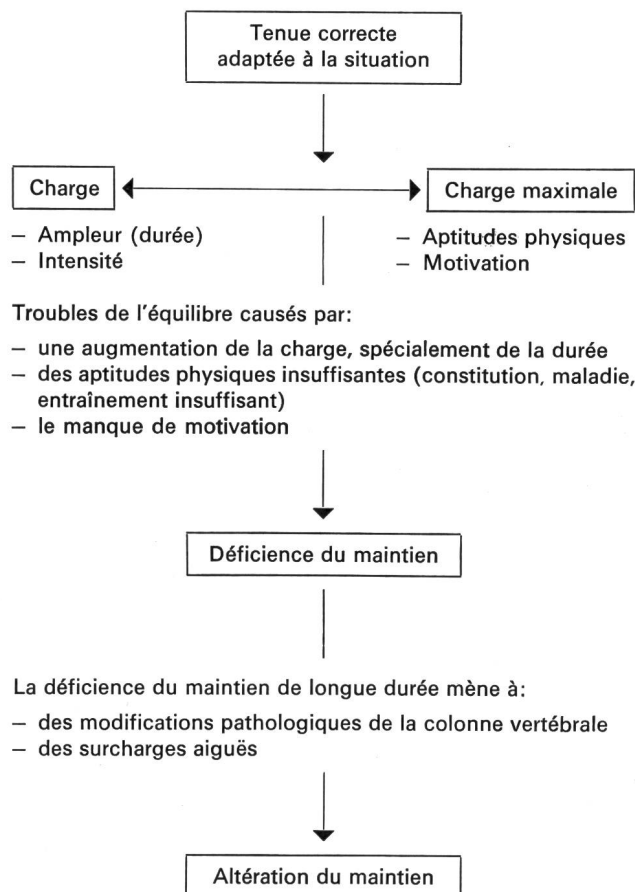 Tenue correcte
adaptée à la situation
Charge
Charge maximale
– Ampleur (durée)
– Intensité
– Aptitudes physiques
– Motivation
Troubles de l'équilibre causés par:
– une augmentation de la charge, spécialement de la durée
– des aptitudes physiques insuffisantes (constitution, maladie,
entraînement insuffisant)
– le manque de motivation
Déficience du maintien
La déficience du maintien de longue durée mène à:
– des modifications pathologiques de la colonne vertébrale
– des surcharges aiguës
Altération du maintien